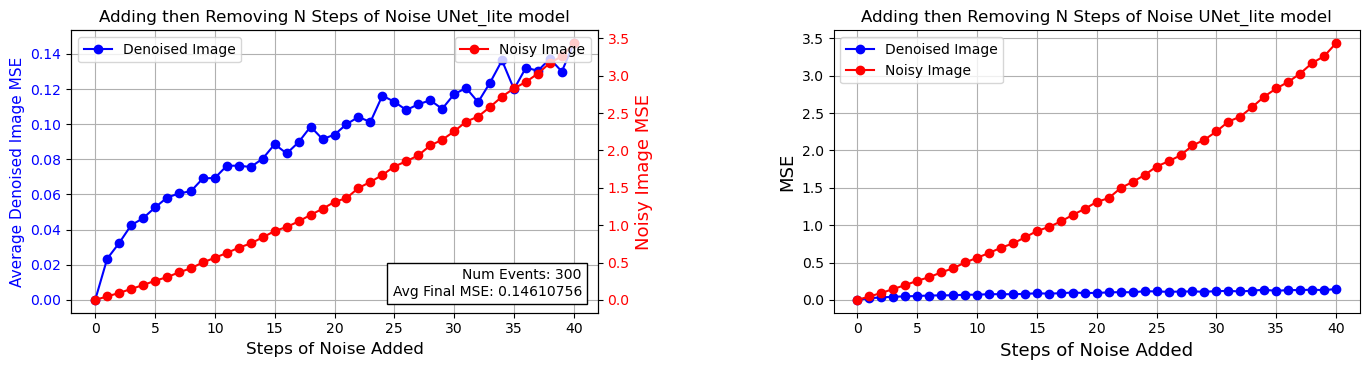 Adding then Removing N Steps of Noise UNet_lite model
Average Denoised Image MSE
0.14
0.12
0.10
0.08
0.06
0.04
0.02
0.00
Denoised Image
Noisy Image
Num Events: 300
Avg Final MSE: 0.14610756
3.5
3.0
2.5
2.0
1.5
1.0
0.5
0.0
Noisy Image MSE
0 5 10 15 20 25 30 35 40
Steps of Noise Added
Adding then Removing N Steps of Noise UNet_lite model
MSE
3.5
3.0
2.5
2.0
1.5
1.0
0.5
0.0
Denoised Image
Noisy Image
0 5 10 15 20 25 30 35 40
Steps of Noise Added